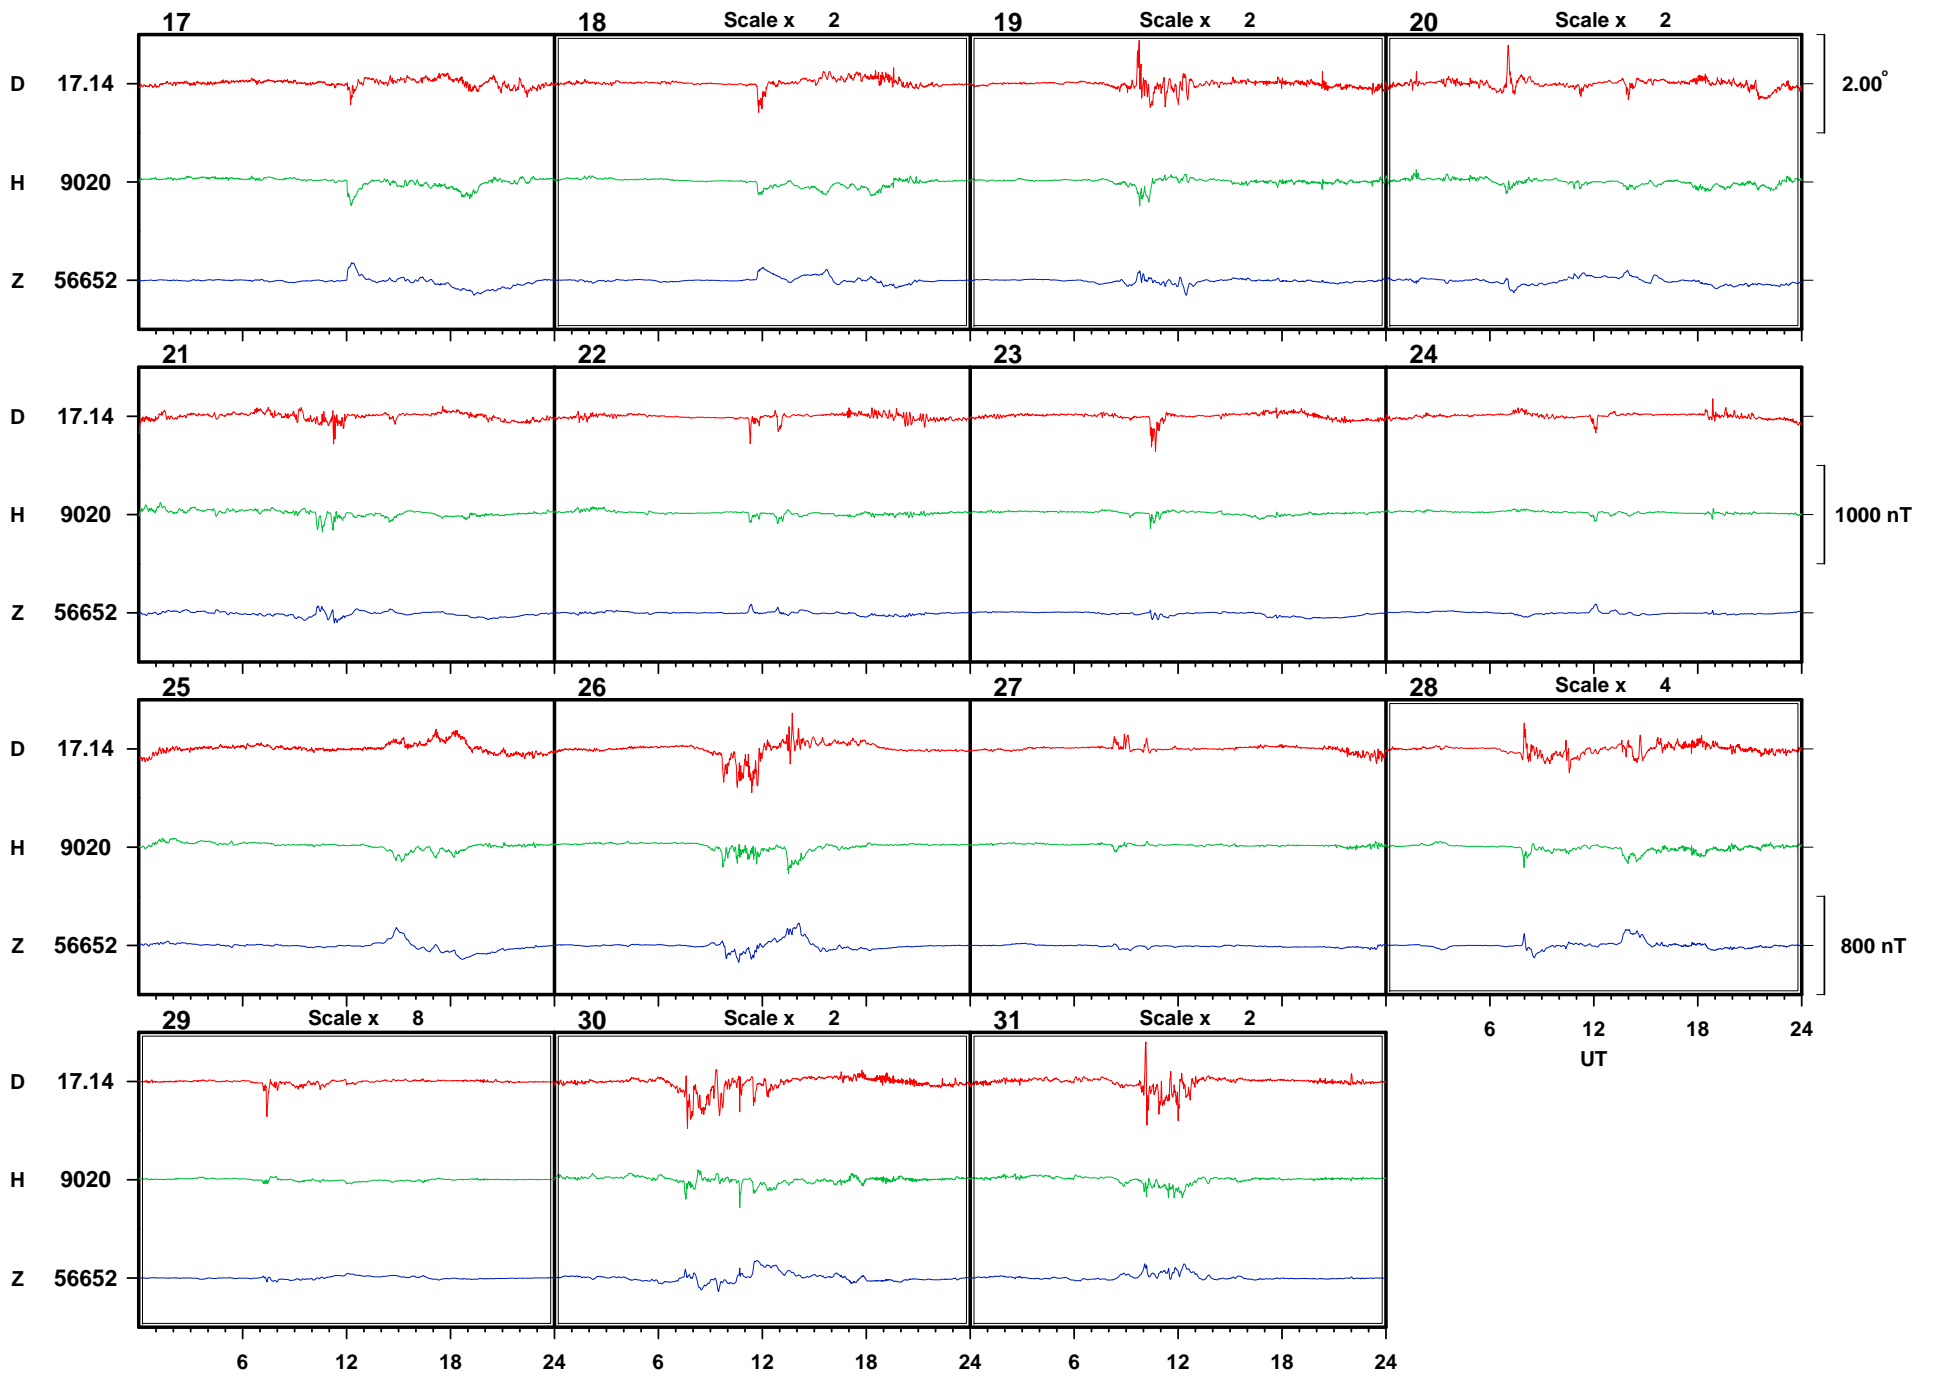 17 18 Scale x 2 19 Scale x 2 20 Scale x 2
D 17.14 2.00°
H 9020
Z 56652
21 22 23 24
D 17.14
H 9020 1000 nT
Z 56652
25 26 27 28 Scale x 4
D 17.14
H 9020
Z 56652 800 nT
29 Scale x 8 30 Scale x 2 31 Scale x 2
6 12 18 24
UT
D 17.14
H 9020
Z 56652
6 12 18 24 6 12 18 24 6 12 18 24